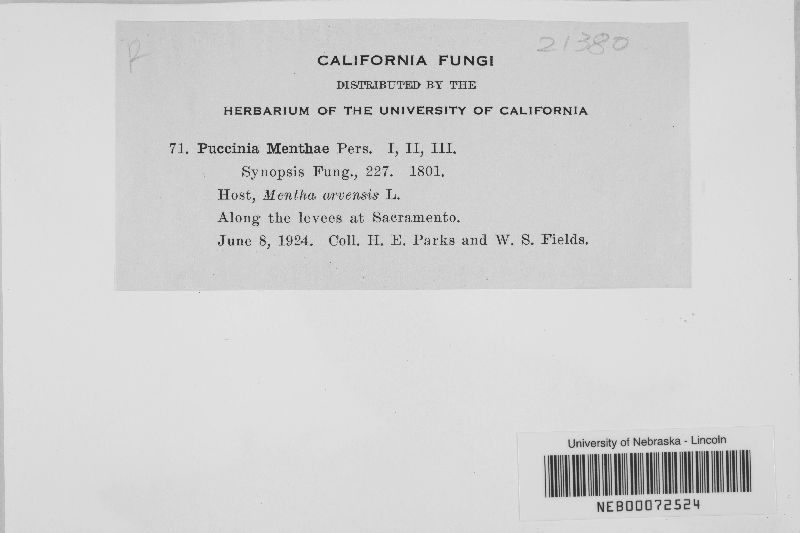 R
21380
CALIFORNIA FUNGI
DISTRIBUTED BY THE
HERBARIUM OF THE UNIVERSITY OF CALIFORNIA
71. Puccinia Menthae Pers. I, II, III.
Synopsis Fung., 227. 1801.
Host, Mentha arvensis L.
Along the levees at Sacramento.
June 8, 1924. Coll. H. E. Parks and W. S. Fields.
University of Nebraska - Lincoln
NEB00072524